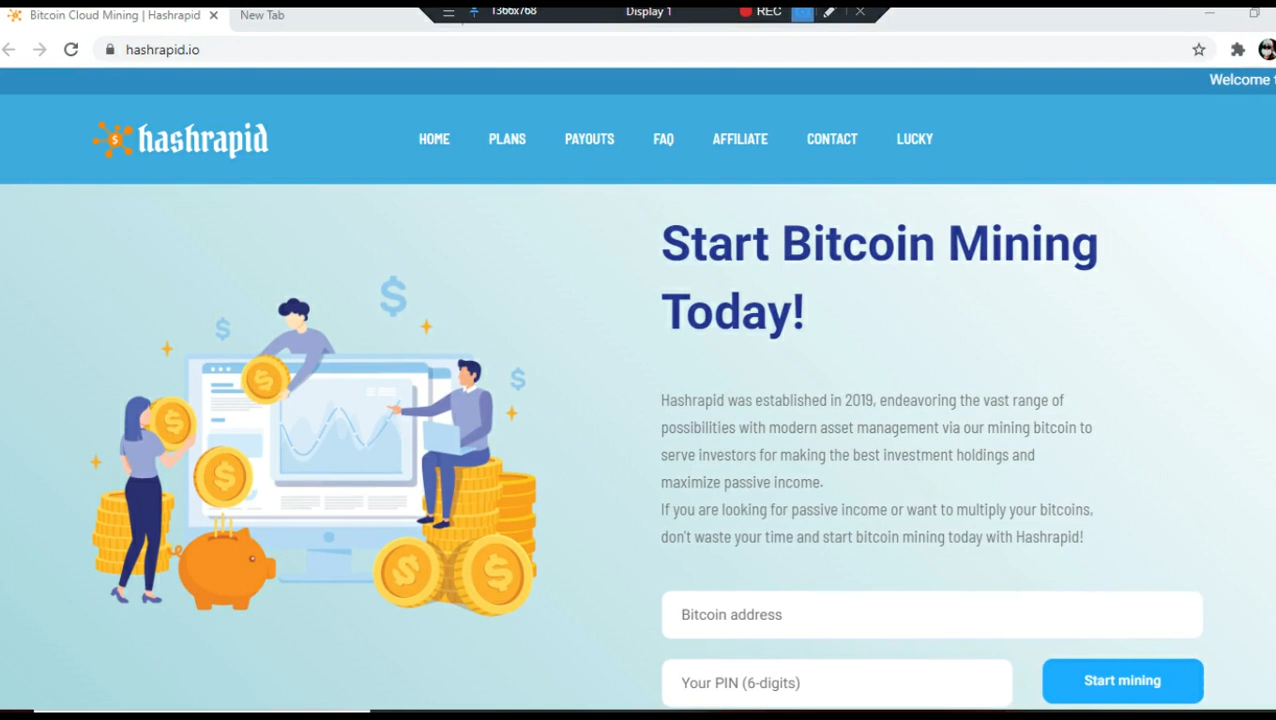 Bitcoin Cloud Mining | Hashrapid
New Tab
1366x768
Display 1
REC
hashrapid.io
Welcome
hashrapid
HOME
PLANS
PAYOUTS
FAQ
AFFILIATE
CONTACT
LUCKY
Start Bitcoin Mining
Today!
Hashrapid was established in 2019, endeavoring the vast range of
possibilities with modern asset management via our mining bitcoin to
serve investors for making the best investment holdings and
maximize passive income.
If you are looking for passive income or want to multiply your bitcoins,
don't waste your time and start bitcoin mining today with Hashrapid!
Bitcoin address
Your PIN (6-digits)
Start mining